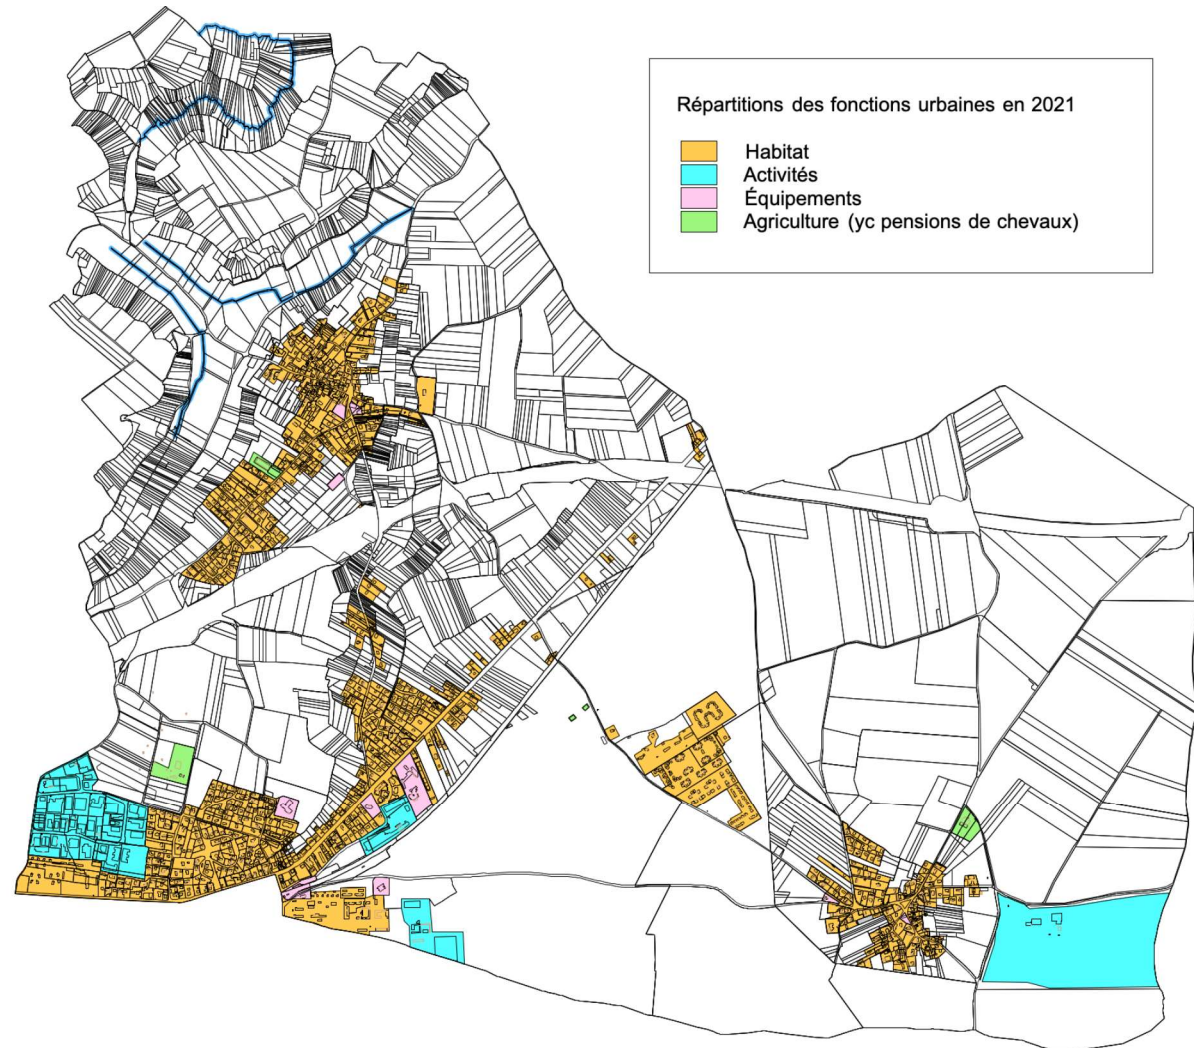 Répartitions des fonctions urbaines en 2021
Habitat
Activités
Équipements
Agriculture (yc pensions de chevaux)